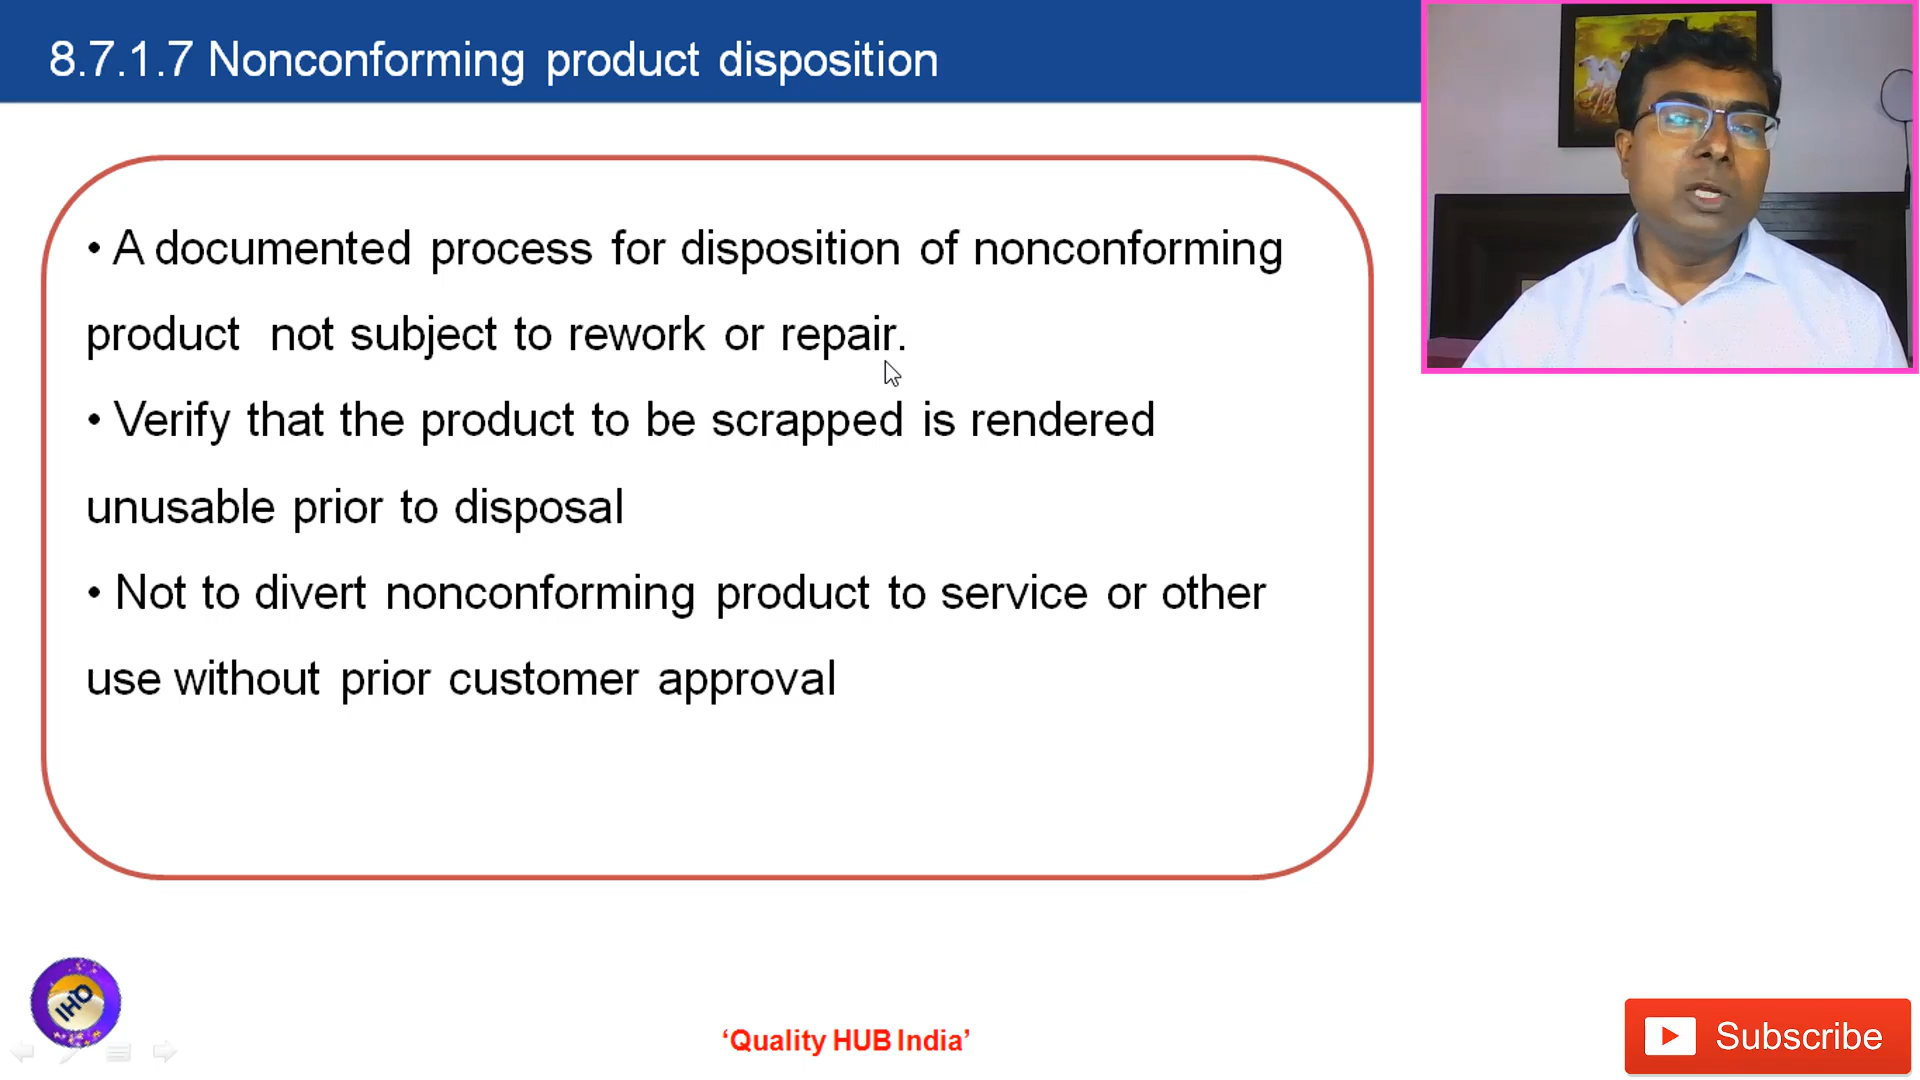 8.7.1.7 Nonconforming product disposition
• A documented process for disposition of nonconforming
product not subject to rework or repair.
• Verify that the product to be scrapped is rendered
unusable prior to disposal
• Not to divert nonconforming product to service or other
use without prior customer approval
IHQ
‘Quality HUB India’
Subscribe